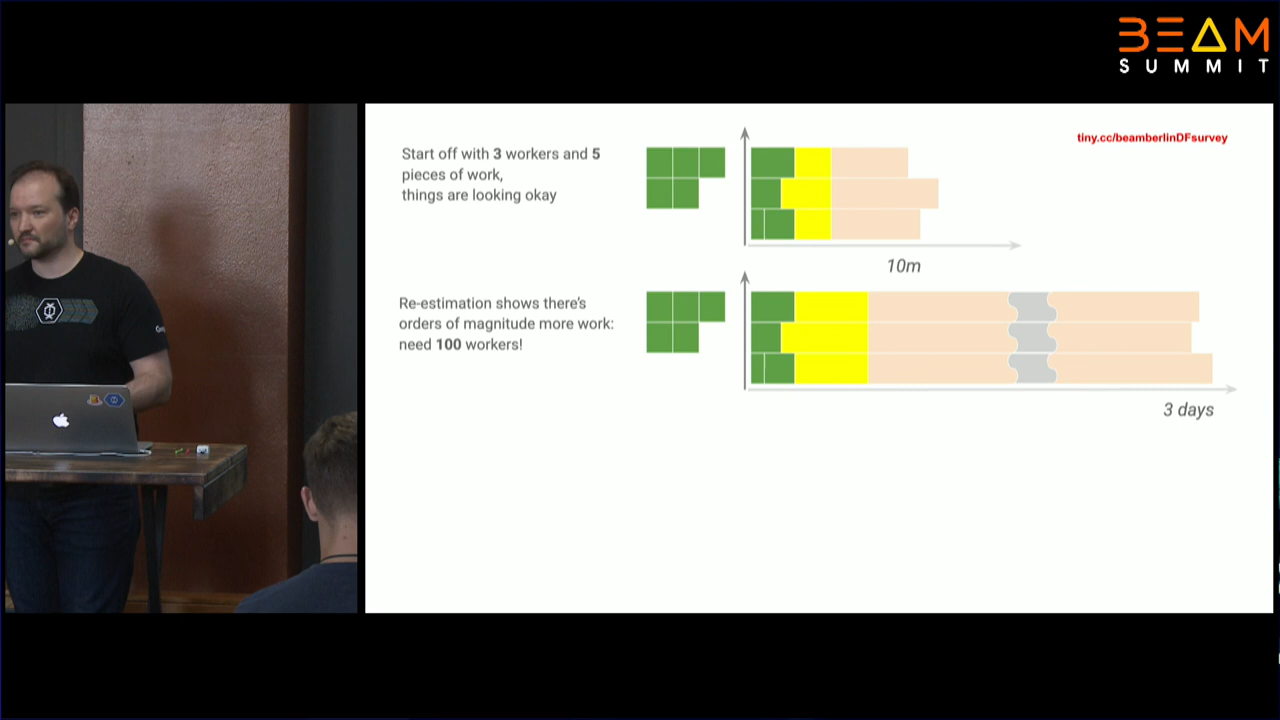 BEAM
SUMMIT
tiny.cc/beamberlinDFsurvey
Start off with 3 workers and 5
pieces of work,
things are looking okay
10m
Re-estimation shows there's
orders of magnitude more work:
need 100 workers!
3 days